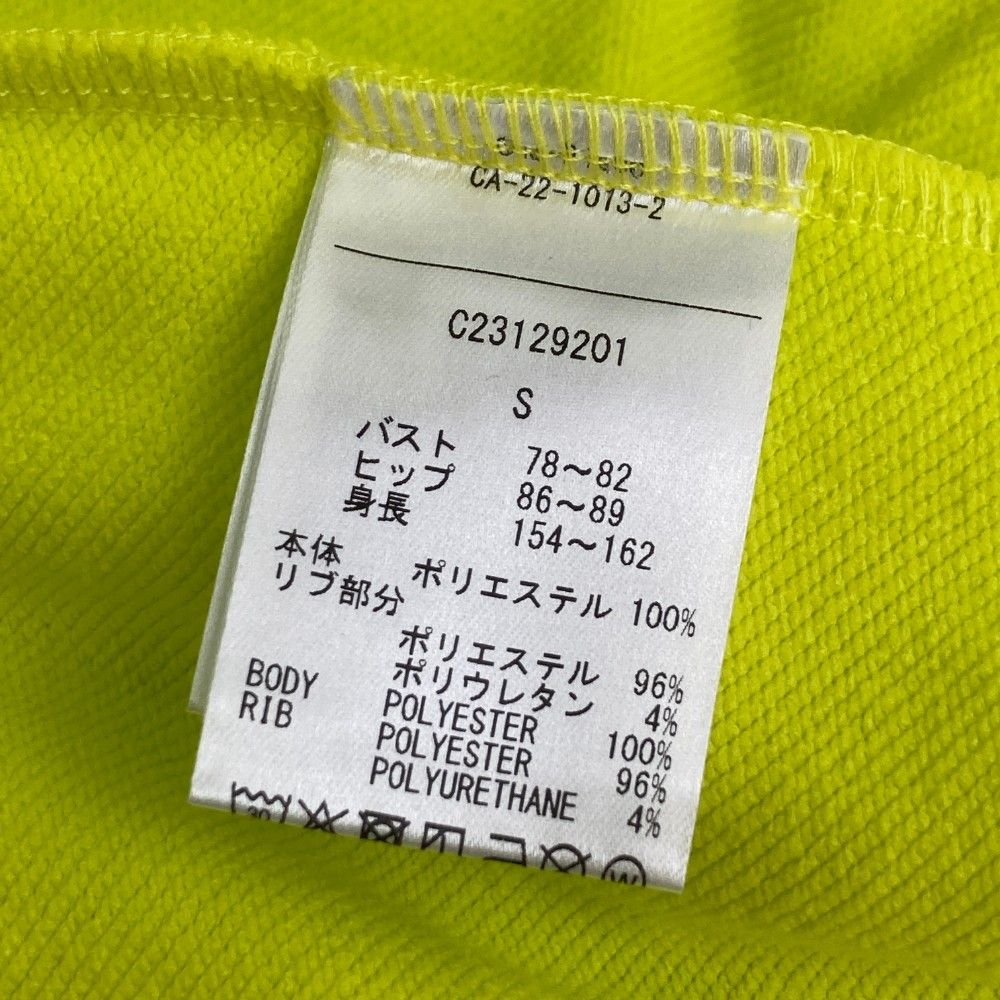 CA-22-1013-2
C23129201
S
バスト 78～82
ヒップ 86～89
身長 154～162
本体 ポリエステル 100%
リブ部分
ポリエステル 96%
ポリウレタン 4%
BODY POLYESTER 100%
RIB POLYESTER 96%
POLYURETHANE 4%
30
W